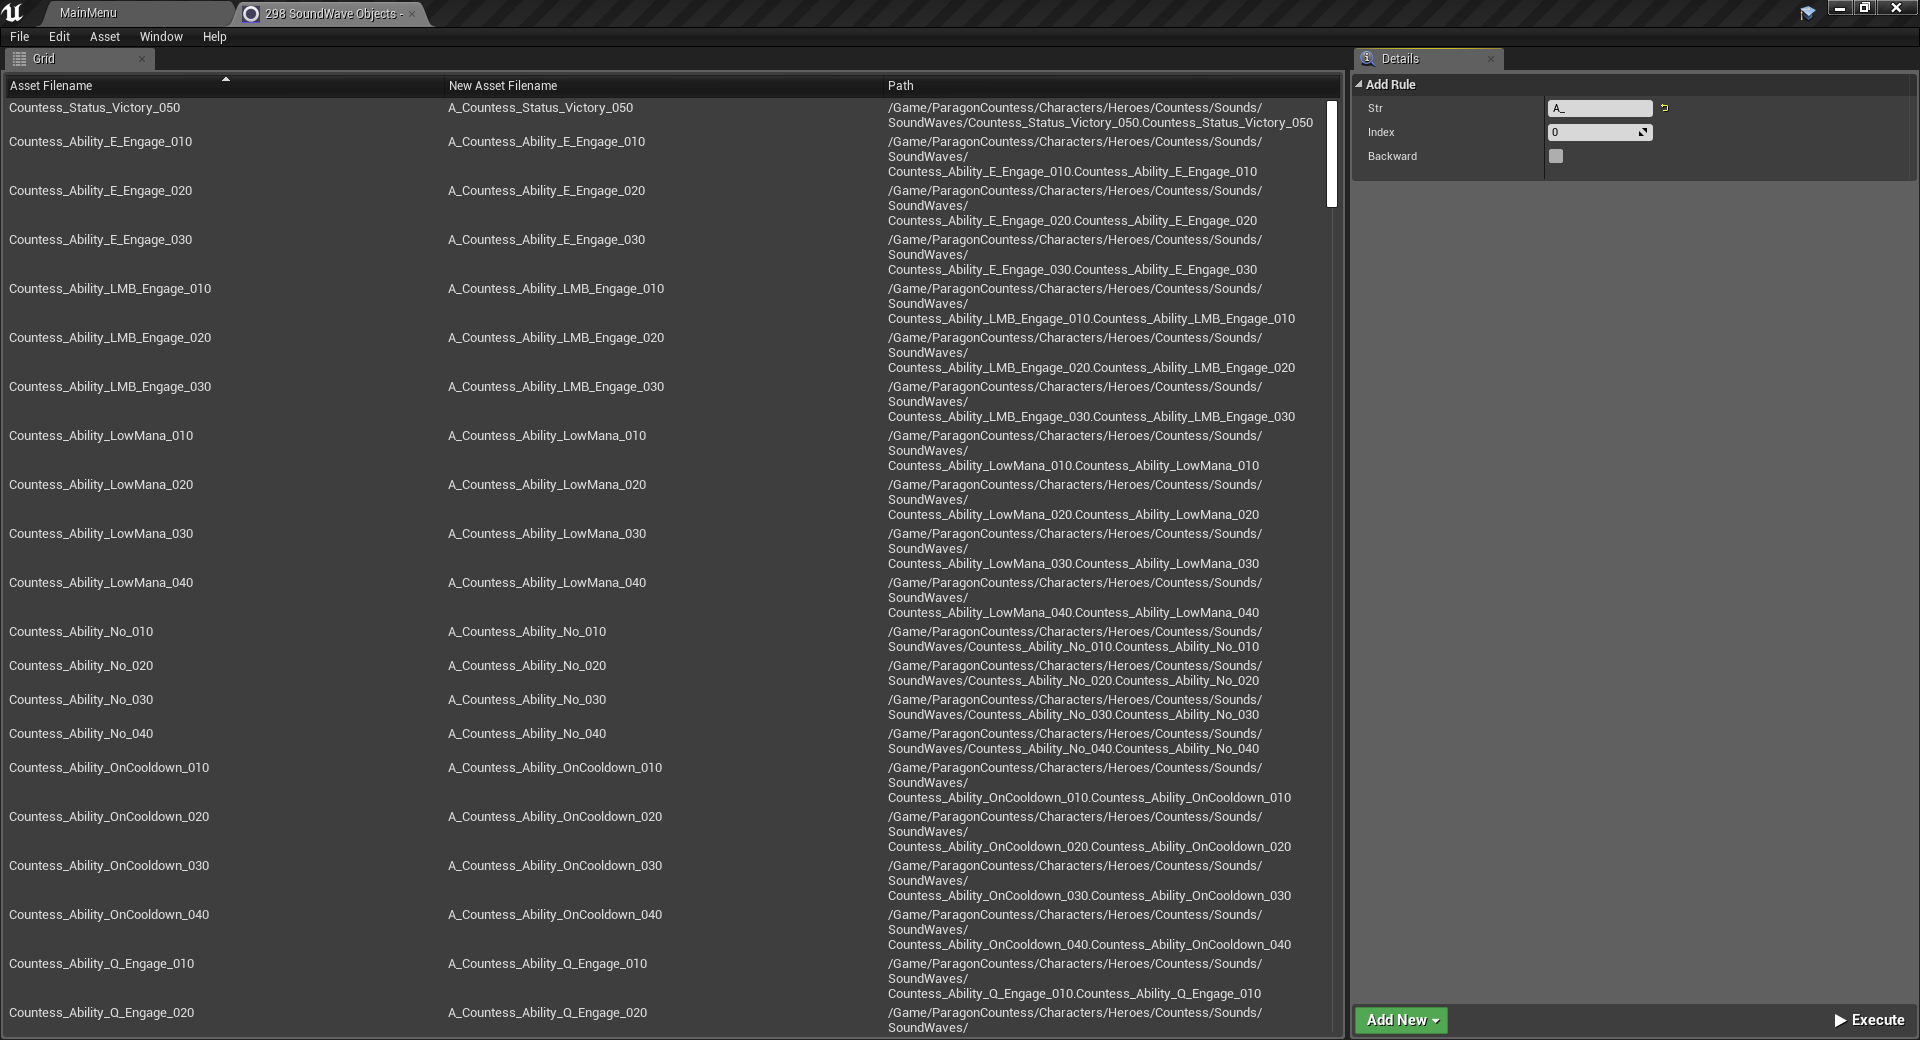 MainMenu
298 SoundWave Objects -
File Edit Asset Window Help
Grid
Asset Filename New Asset Filename Path
Countess_Status_Victory_050 A_Countess_Status_Victory_050 /Game/ParagonCountess/Characters/Heroes/Countess/Sounds/
SoundWaves/Countess_Status_Victory_050.Countess_Status_Victory_050
Countess_Ability_E_Engage_010 A_Countess_Ability_E_Engage_010 /Game/ParagonCountess/Characters/Heroes/Countess/Sounds/
SoundWaves/
Countess_Ability_E_Engage_010.Countess_Ability_E_Engage_010
Countess_Ability_E_Engage_020 A_Countess_Ability_E_Engage_020 /Game/ParagonCountess/Characters/Heroes/Countess/Sounds/
SoundWaves/
Countess_Ability_E_Engage_020.Countess_Ability_E_Engage_020
Countess_Ability_E_Engage_030 A_Countess_Ability_E_Engage_030 /Game/ParagonCountess/Characters/Heroes/Countess/Sounds/
SoundWaves/
Countess_Ability_E_Engage_030.Countess_Ability_E_Engage_030
Countess_Ability_LMB_Engage_010 A_Countess_Ability_LMB_Engage_010 /Game/ParagonCountess/Characters/Heroes/Countess/Sounds/
SoundWaves/
Countess_Ability_LMB_Engage_010.Countess_Ability_LMB_Engage_010
Countess_Ability_LMB_Engage_020 A_Countess_Ability_LMB_Engage_020 /Game/ParagonCountess/Characters/Heroes/Countess/Sounds/
SoundWaves/
Countess_Ability_LMB_Engage_020.Countess_Ability_LMB_Engage_020
Countess_Ability_LMB_Engage_030 A_Countess_Ability_LMB_Engage_030 /Game/ParagonCountess/Characters/Heroes/Countess/Sounds/
SoundWaves/
Countess_Ability_LMB_Engage_030.Countess_Ability_LMB_Engage_030
Countess_Ability_LowMana_010 A_Countess_Ability_LowMana_010 /Game/ParagonCountess/Characters/Heroes/Countess/Sounds/
SoundWaves/
Countess_Ability_LowMana_010.Countess_Ability_LowMana_010
Countess_Ability_LowMana_020 A_Countess_Ability_LowMana_020 /Game/ParagonCountess/Characters/Heroes/Countess/Sounds/
SoundWaves/
Countess_Ability_LowMana_020.Countess_Ability_LowMana_020
Countess_Ability_LowMana_030 A_Countess_Ability_LowMana_030 /Game/ParagonCountess/Characters/Heroes/Countess/Sounds/
SoundWaves/
Countess_Ability_LowMana_030.Countess_Ability_LowMana_030
Countess_Ability_LowMana_040 A_Countess_Ability_LowMana_040 /Game/ParagonCountess/Characters/Heroes/Countess/Sounds/
SoundWaves/
Countess_Ability_LowMana_040.Countess_Ability_LowMana_040
Countess_Ability_No_010 A_Countess_Ability_No_010 /Game/ParagonCountess/Characters/Heroes/Countess/Sounds/
SoundWaves/Countess_Ability_No_010.Countess_Ability_No_010
Countess_Ability_No_020 A_Countess_Ability_No_020 /Game/ParagonCountess/Characters/Heroes/Countess/Sounds/
SoundWaves/Countess_Ability_No_020.Countess_Ability_No_020
Countess_Ability_No_030 A_Countess_Ability_No_030 /Game/ParagonCountess/Characters/Heroes/Countess/Sounds/
SoundWaves/Countess_Ability_No_030.Countess_Ability_No_030
Countess_Ability_No_040 A_Countess_Ability_No_040 /Game/ParagonCountess/Characters/Heroes/Countess/Sounds/
SoundWaves/Countess_Ability_No_040.Countess_Ability_No_040
Countess_Ability_OnCooldown_010 A_Countess_Ability_OnCooldown_010 /Game/ParagonCountess/Characters/Heroes/Countess/Sounds/
SoundWaves/
Countess_Ability_OnCooldown_010.Countess_Ability_OnCooldown_010
Countess_Ability_OnCooldown_020 A_Countess_Ability_OnCooldown_020 /Game/ParagonCountess/Characters/Heroes/Countess/Sounds/
SoundWaves/
Countess_Ability_OnCooldown_020.Countess_Ability_OnCooldown_020
Countess_Ability_OnCooldown_030 A_Countess_Ability_OnCooldown_030 /Game/ParagonCountess/Characters/Heroes/Countess/Sounds/
SoundWaves/
Countess_Ability_OnCooldown_030.Countess_Ability_OnCooldown_030
Countess_Ability_OnCooldown_040 A_Countess_Ability_OnCooldown_040 /Game/ParagonCountess/Characters/Heroes/Countess/Sounds/
SoundWaves/
Countess_Ability_OnCooldown_040.Countess_Ability_OnCooldown_040
Countess_Ability_Q_Engage_010 A_Countess_Ability_Q_Engage_010 /Game/ParagonCountess/Characters/Heroes/Countess/Sounds/
SoundWaves/
Countess_Ability_Q_Engage_010.Countess_Ability_Q_Engage_010
Countess_Ability_Q_Engage_020 A_Countess_Ability_Q_Engage_020 /Game/ParagonCountess/Characters/Heroes/Countess/Sounds/
SoundWaves/
Details
Add Rule
Str A_
Index 0
Backward
Add New
Execute